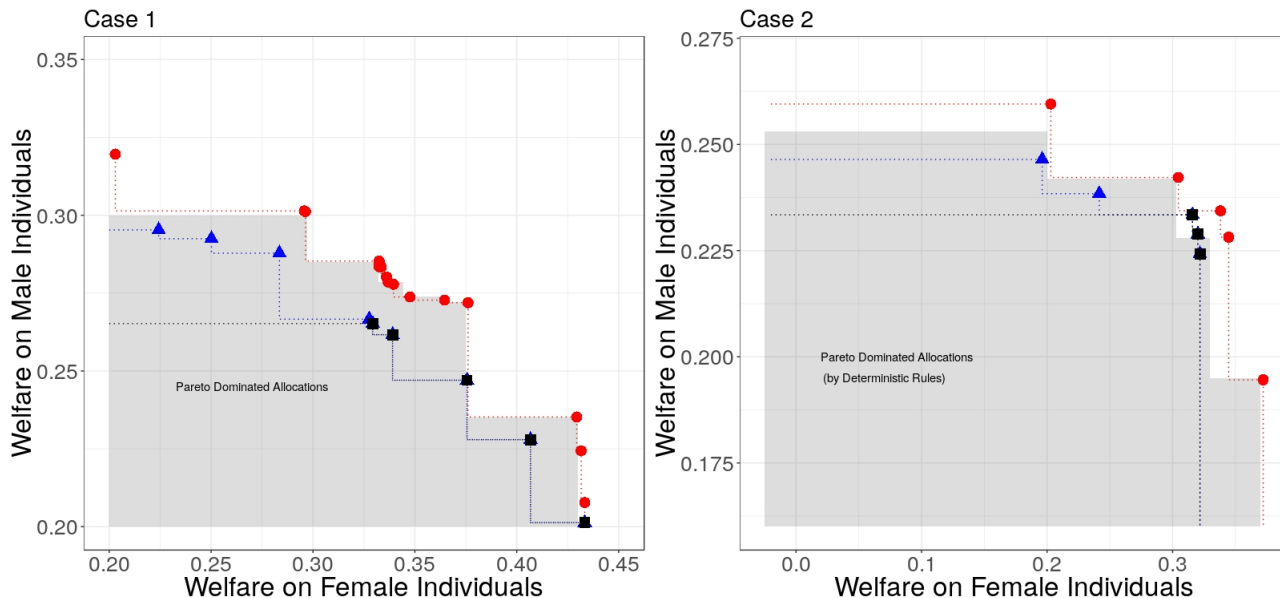 Case 1
Welfare on Male Individuals
0.35
0.30
0.25
0.20
Pareto Dominated Allocations
0.20
0.25
0.30
0.35
0.40
0.45
Welfare on Female Individuals
Case 2
Welfare on Male Individuals
0.275
0.250
0.225
0.200
0.175
Pareto Dominated Allocations
(by Deterministic Rules)
0.0
0.1
0.2
0.3
Welfare on Female Individuals